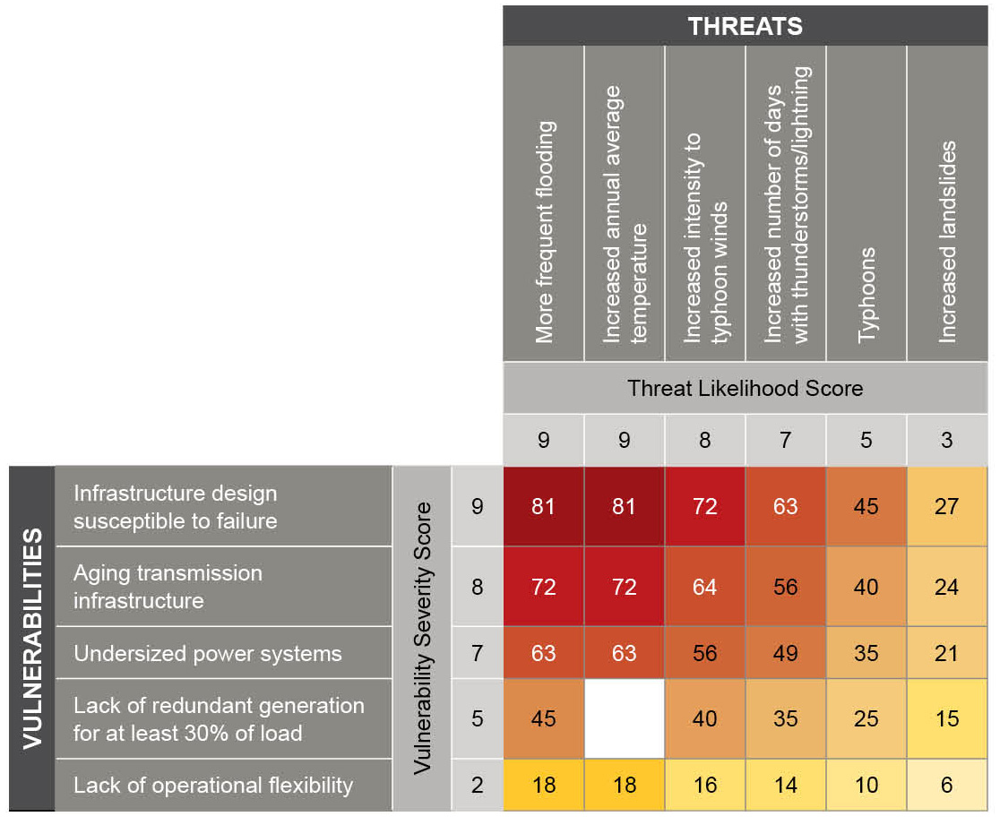 THREATS
More frequent flooding
Increased annual average
temperature
Increased intensity to
typhoon winds
Increased number of days
with thunderstorms/lightning
Typhoons
Increased landslides
Threat Likelihood Score
9 9 8 7 5 3
VULNERABILITIES
Vulnerability Severity Score
Infrastructure design
susceptible to failure
9 81 81 72 63 45 27
Aging transmission
infrastructure
8 72 72 64 56 40 24
Undersized power systems 7 63 63 56 49 35 21
Lack of redundant generation
for at least 30% of load
5 45 40 35 25 15
Lack of operational flexibility 2 18 18 16 14 10 6